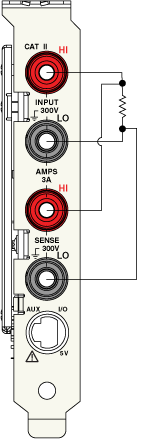 CAT II
HI
INPUT
300V
LO
AMPS
3A
HI
SENSE
300V
LO
AUX I/O
5V